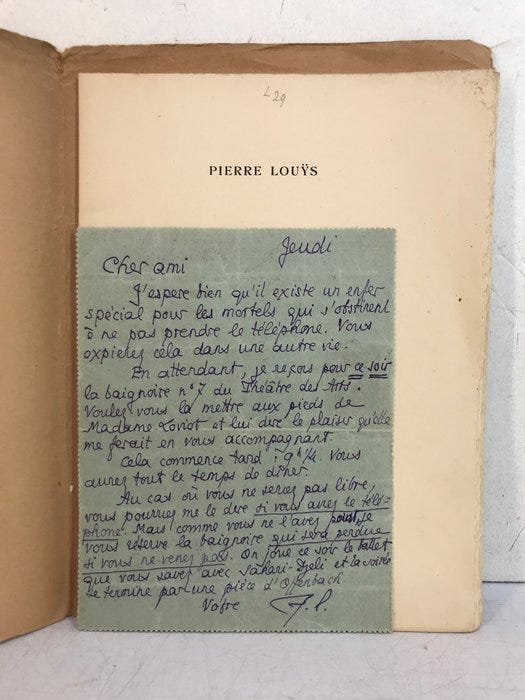 L 29
PIERRE LOUŸS
Jeudi
Cher ami
J'espere bien qu'il existe un enfer
spécial pour les mortels qui s'obstinent
à ne pas prendre le téléphone. Vous
expierez cela dans une autre vie.
En attendant, je reçois pour ce soir
la baignoire n° 7 du Théâtre des Arts.
Voulez vous la mettre aux pieds de
Madame Loviot et lui dire le plaisir qu'elle
me ferait en vous accompagnant.
Cela commence tard : 9h 1/4. Vous
aurez tout le temps de dîner.
Au cas où vous ne seriez pas libre,
vous pourriez me le dire si vous aviez le télé=
phone. Mais comme vous ne l'avez point, je
vous réserve la baignoire qui sera perdue
si vous ne venez pas. On joue ce soir le ballet
que vous savez avec Sahari-Djeli et la soirée
se termine par une pièce d'Offenbach
Votre P.L.